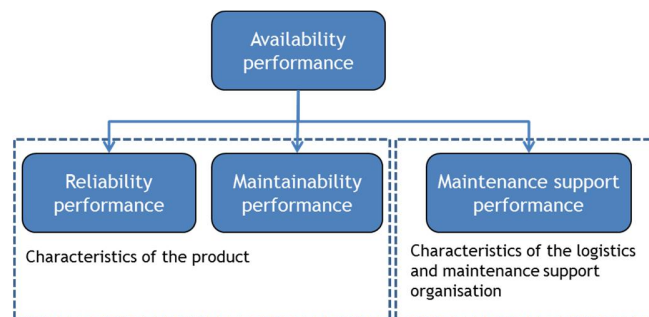 Availability
performance
Reliability
performance
Maintainability
performance
Maintenance support
performance
Characteristics of the product
Characteristics of the logistics
and maintenance support
organisation